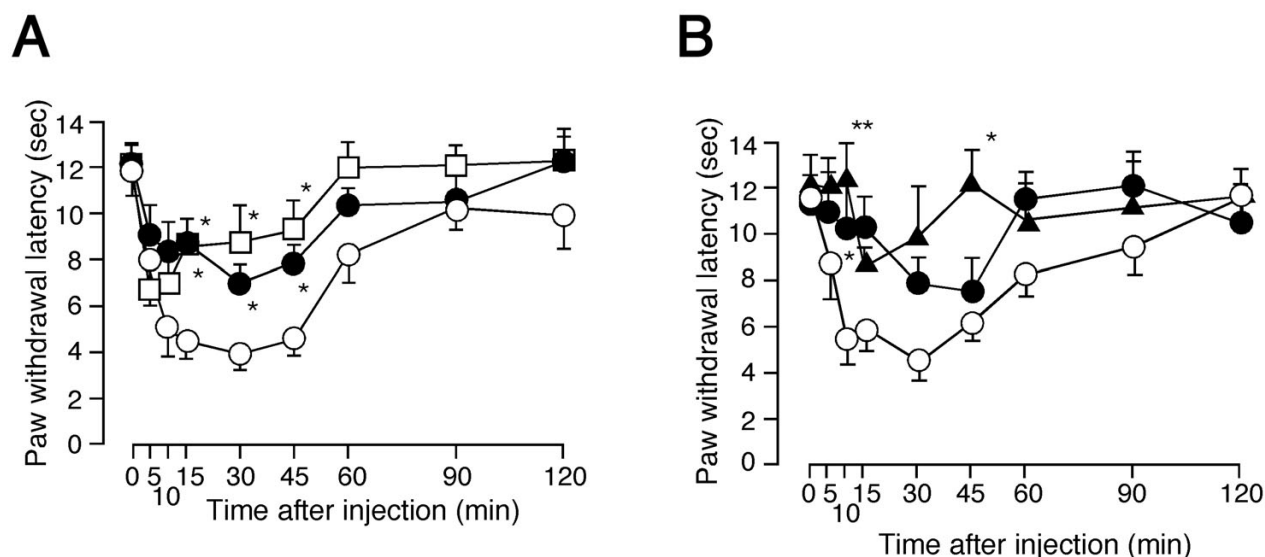 A
Paw withdrawal latency (sec)
14
12
10
8
6
4
2
0
* * *
* * *
0 5 10 15 30 45 60 90 120
Time after injection (min)
B
Paw withdrawal latency (sec)
14
12
10
8
6
4
2
0
** *
*
0 5 10 15 30 45 60 90 120
Time after injection (min)